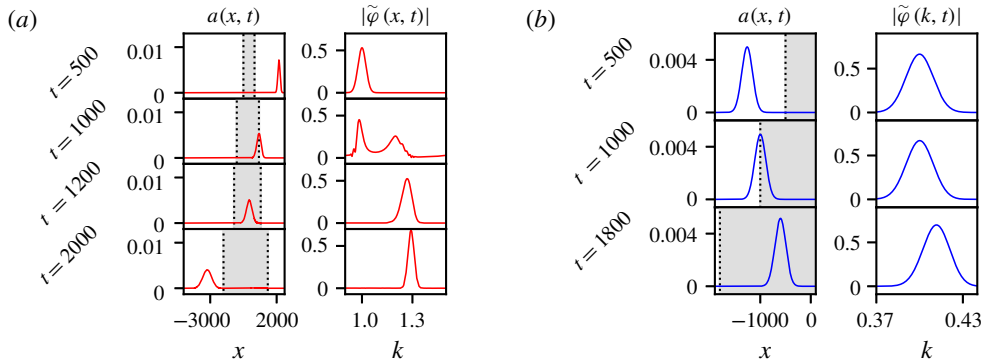 (a)
a(x, t)
|φ̃(x, t)|
t = 500
0.01
0
0.5
0
t = 1000
0.01
0
0.5
0
t = 1200
0.01
0
0.5
0
t = 2000
0.01
0
0.5
0
−3000 2000
1.0 1.3
x
k
(b)
a(x, t)
|φ̃(k, t)|
t = 500
0.004
0
0.5
0
t = 1000
0.004
0
0.5
0
t = 1800
0.004
0
0.5
0
−1000 0
0.37 0.43
x
k